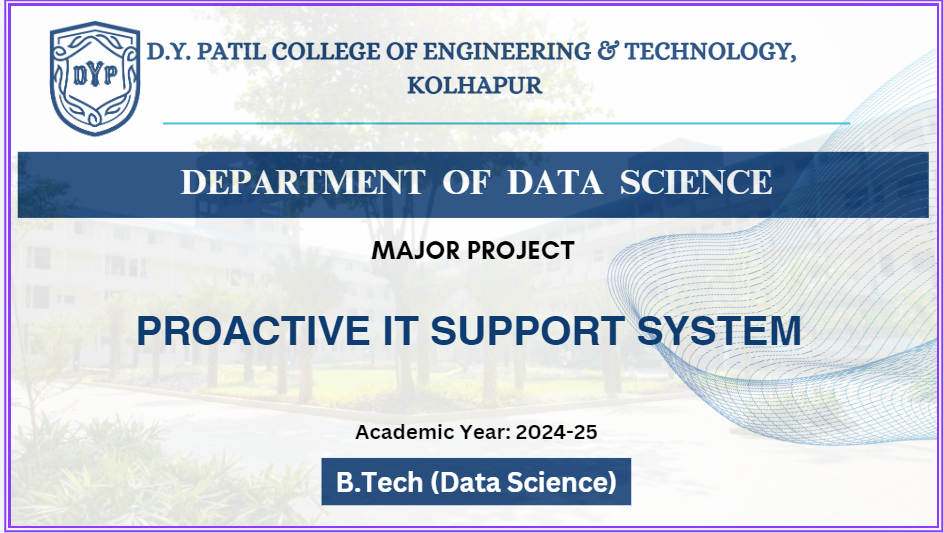 DYP
D.Y. PATIL COLLEGE OF ENGINEERING & TECHNOLOGY,
KOLHAPUR
DEPARTMENT OF DATA SCIENCE
MAJOR PROJECT
PROACTIVE IT SUPPORT SYSTEM
Academic Year: 2024-25
B.Tech (Data Science)